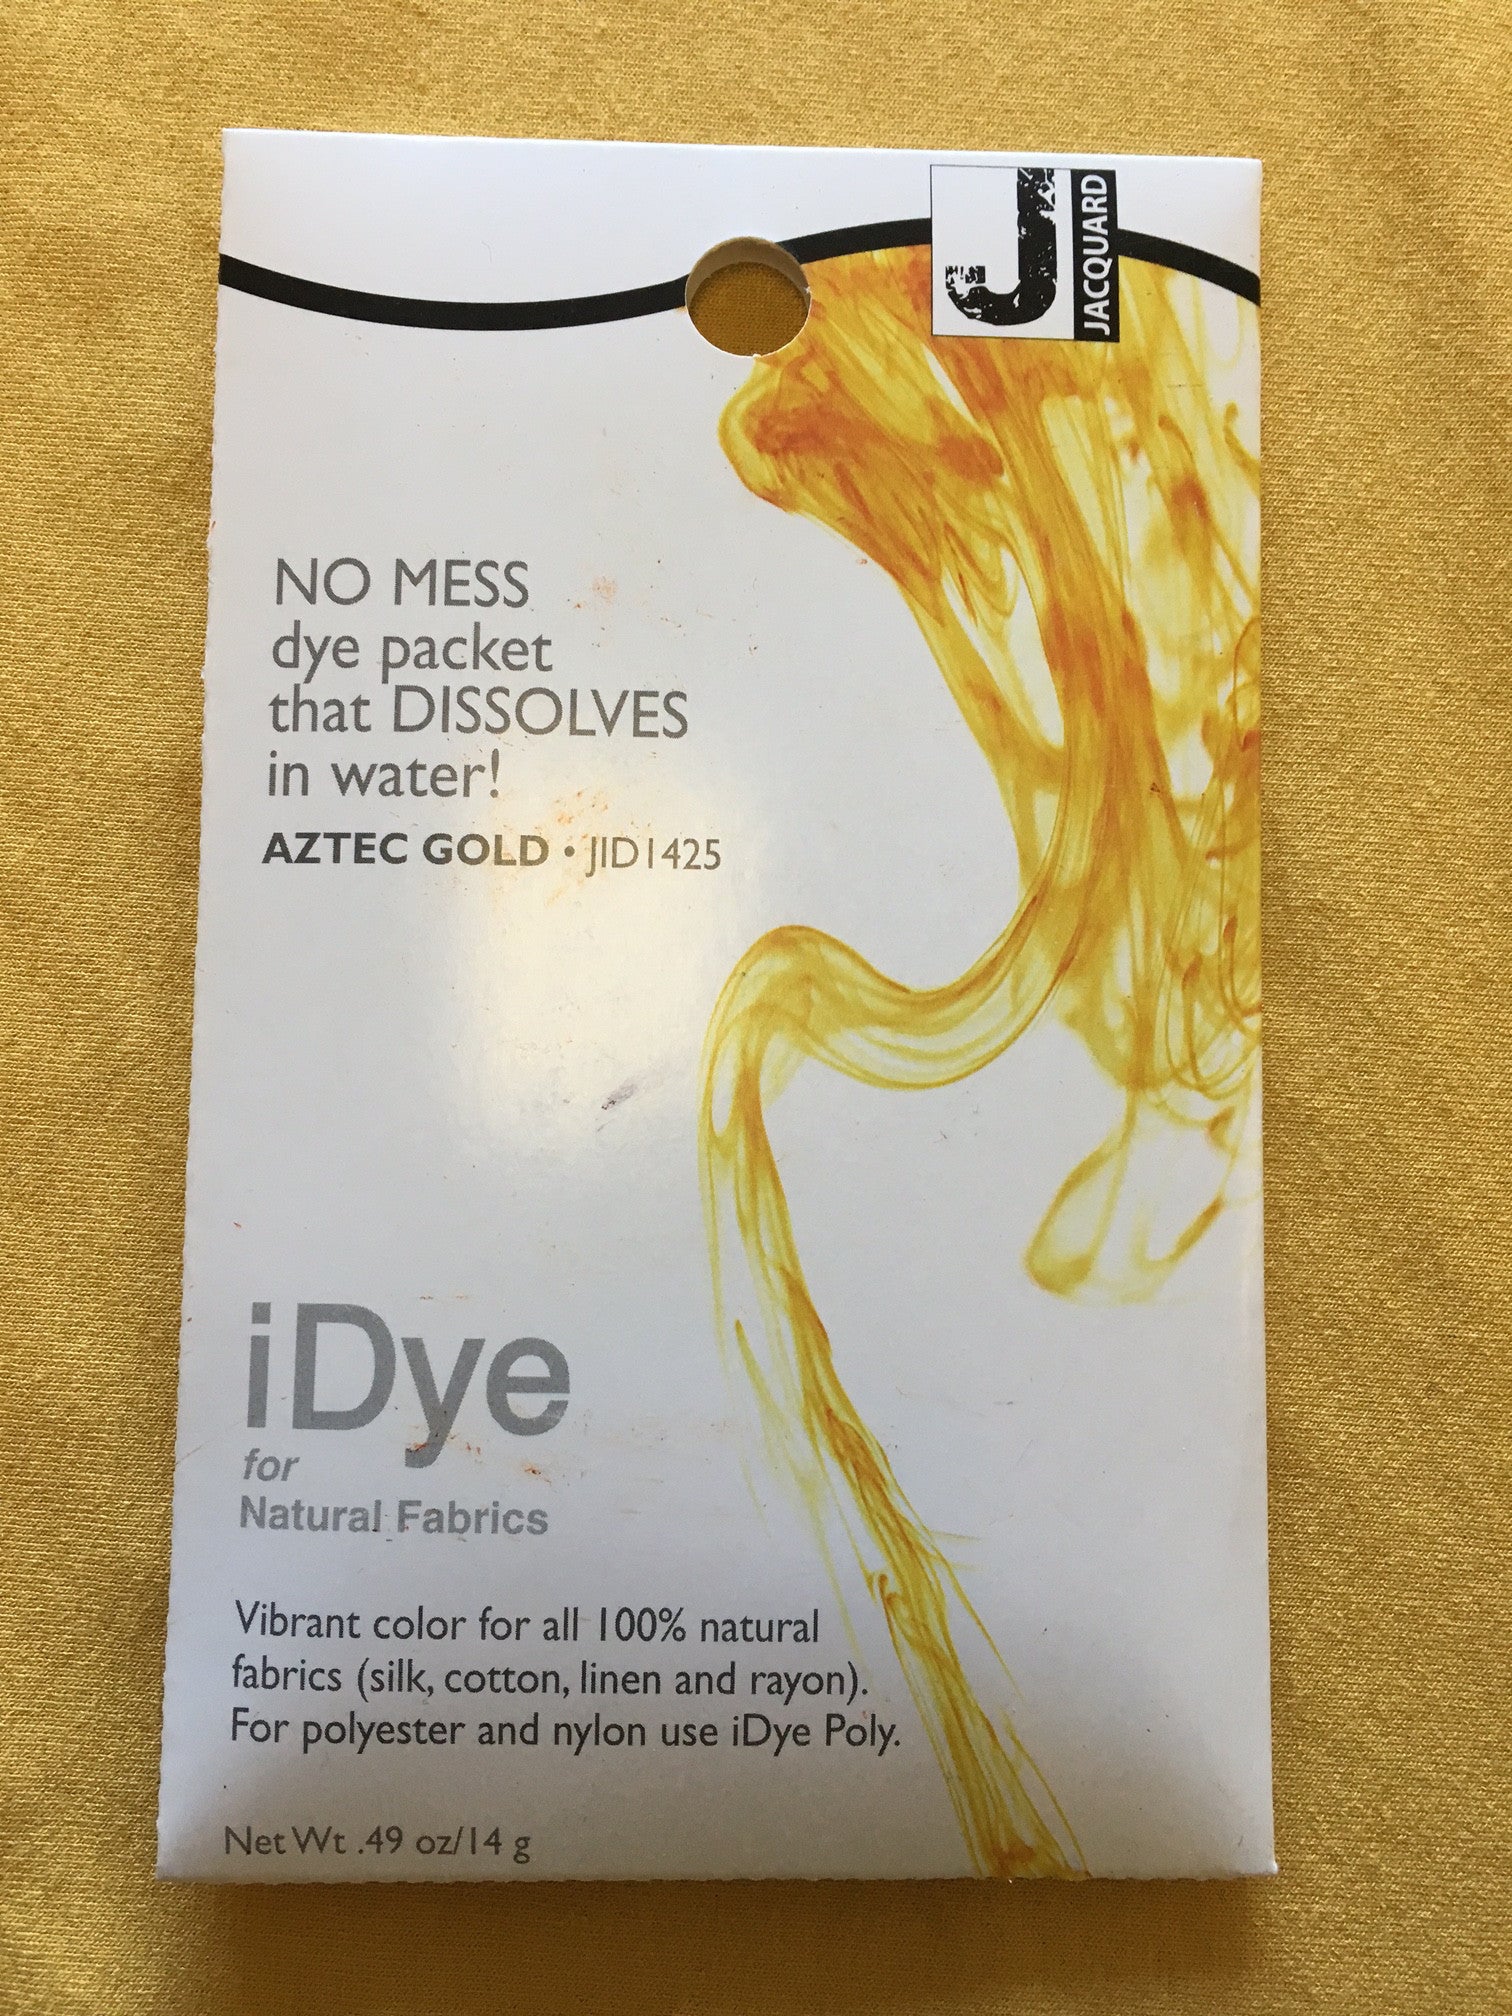 J
JACQUARD
NO MESS
dye packet
that DISSOLVES
in water!
AZTEC GOLD • JID1425
iDye
for
Natural Fabrics
Vibrant color for all 100% natural
fabrics (silk, cotton, linen and rayon).
For polyester and nylon use iDye Poly.
Net Wt .49 oz/14 g